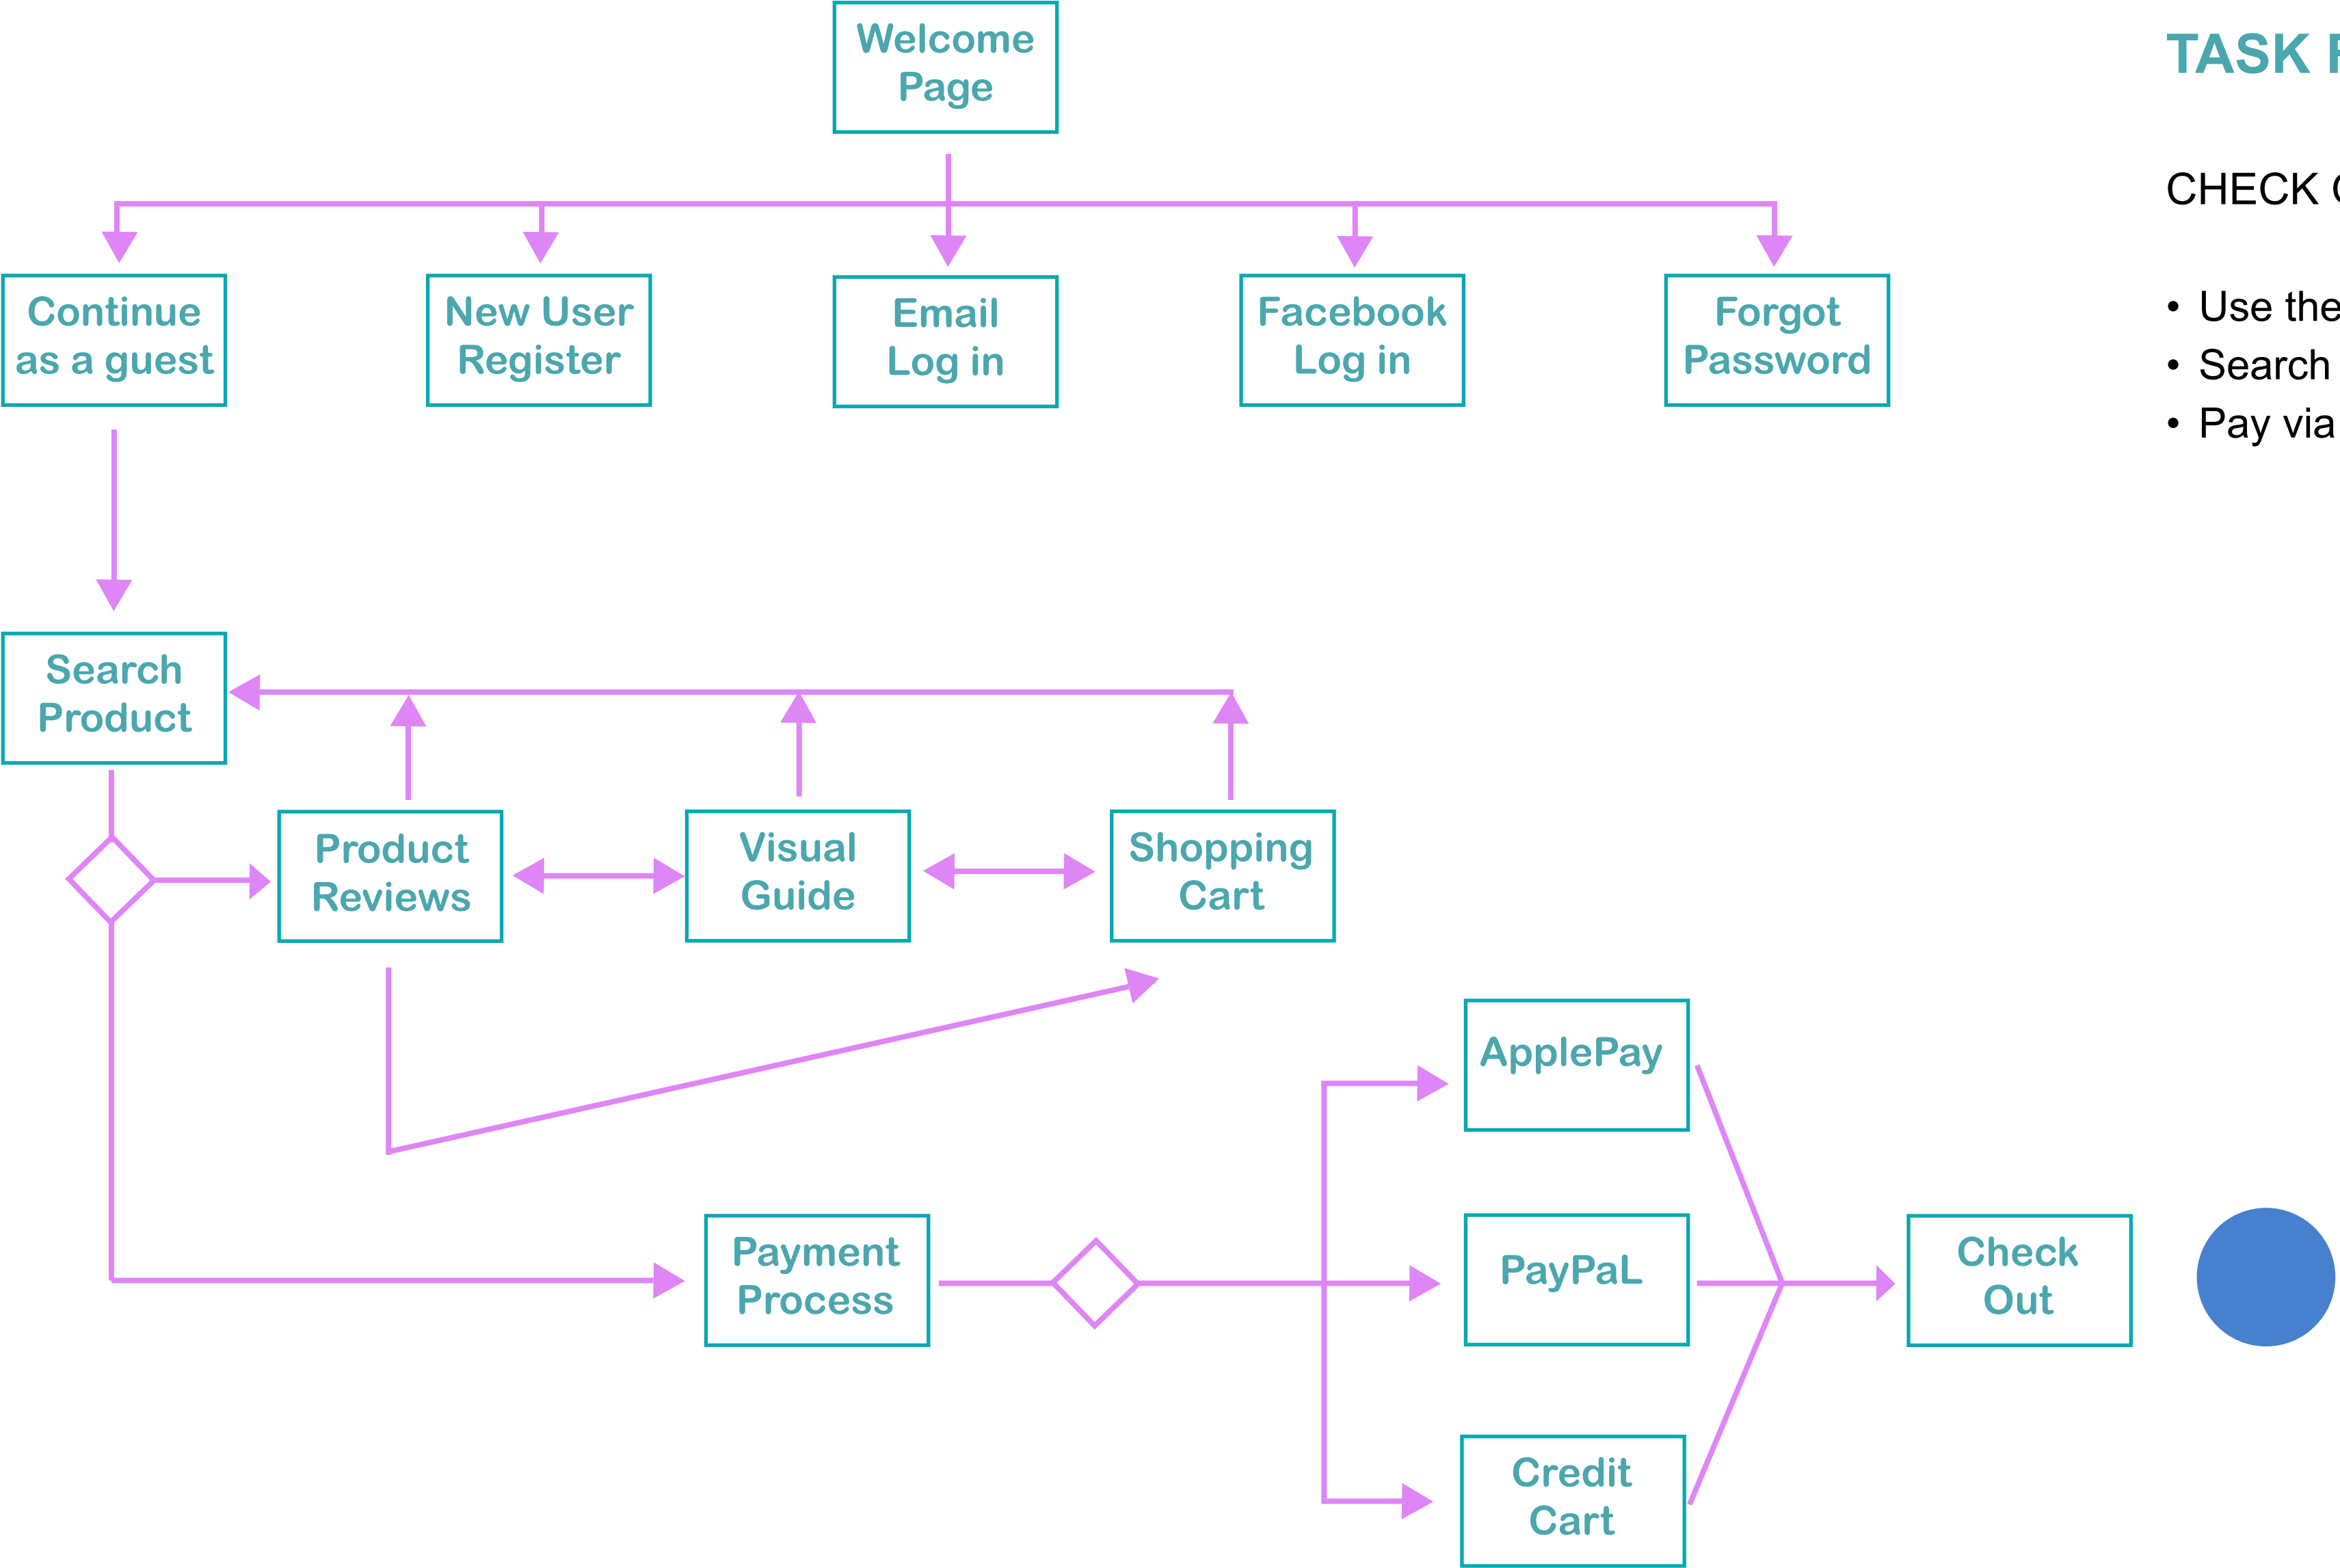 Welcome
Page
TASK
CHECK
Continue
as a guest
New User
Register
Email
Log in
Facebook
Log in
Forgot
Password
• Use the
• Search
• Pay via
Search
Product
Product
Reviews
Visual
Guide
Shopping
Cart
ApplePay
Payment
Process
PayPaL
Check
Out
Credit
Cart